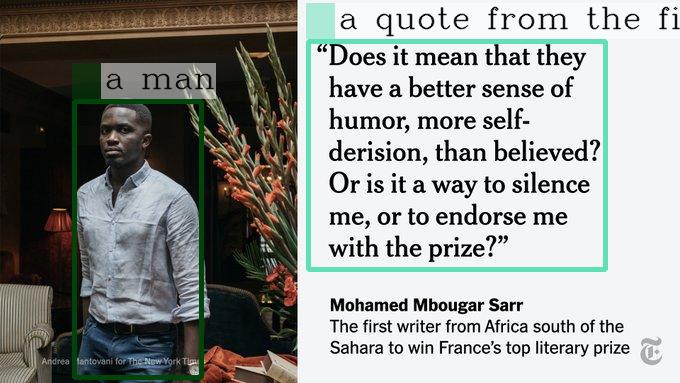 a man
Andrea Mantovani for The New York Times
a quote from the fi
“Does it mean that they
have a better sense of
humor, more self-
derision, than believed?
Or is it a way to silence
me, or to endorse me
with the prize?”
Mohamed Mbougar Sarr
The first writer from Africa south of the
Sahara to win France’s top literary prize
T